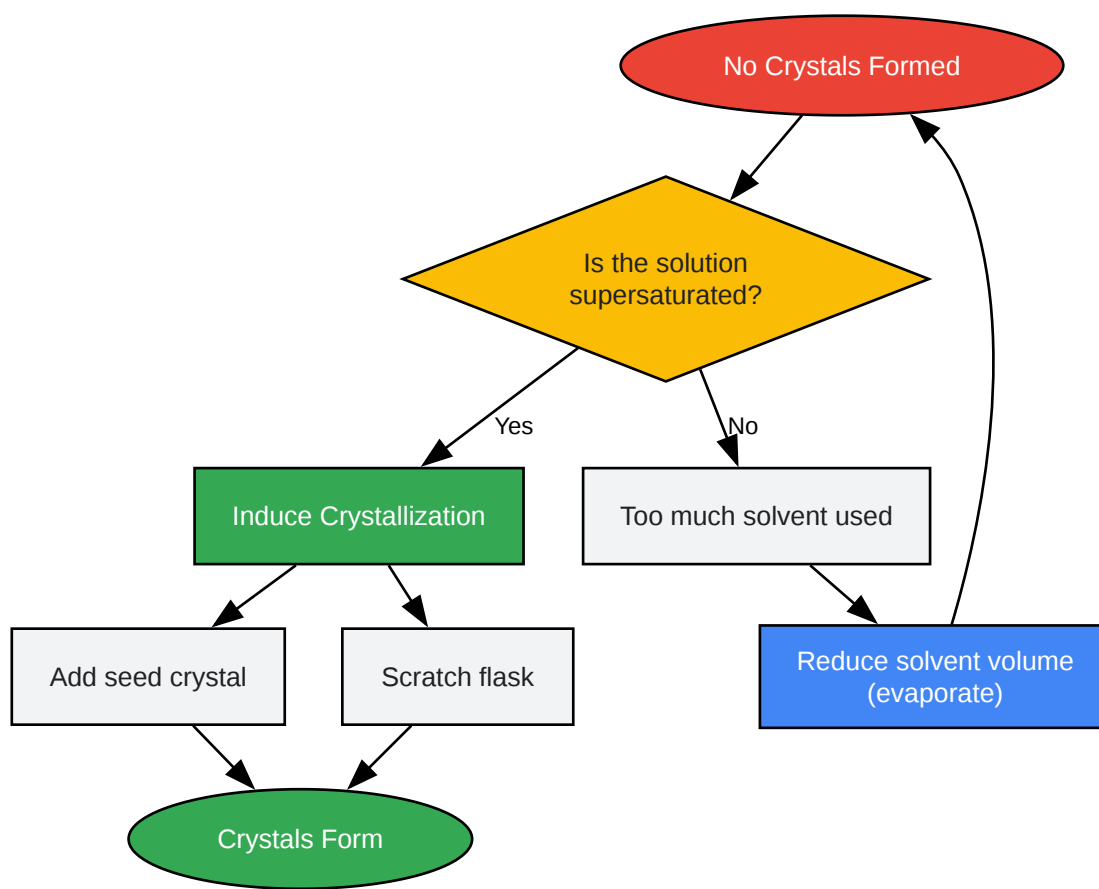 No Crystals Formed
Is the solution
supersaturated?
Yes
No
Induce Crystallization
Too much solvent used
Add seed crystal
Scratch flask
Reduce solvent volume
(evaporate)
Crystals Form